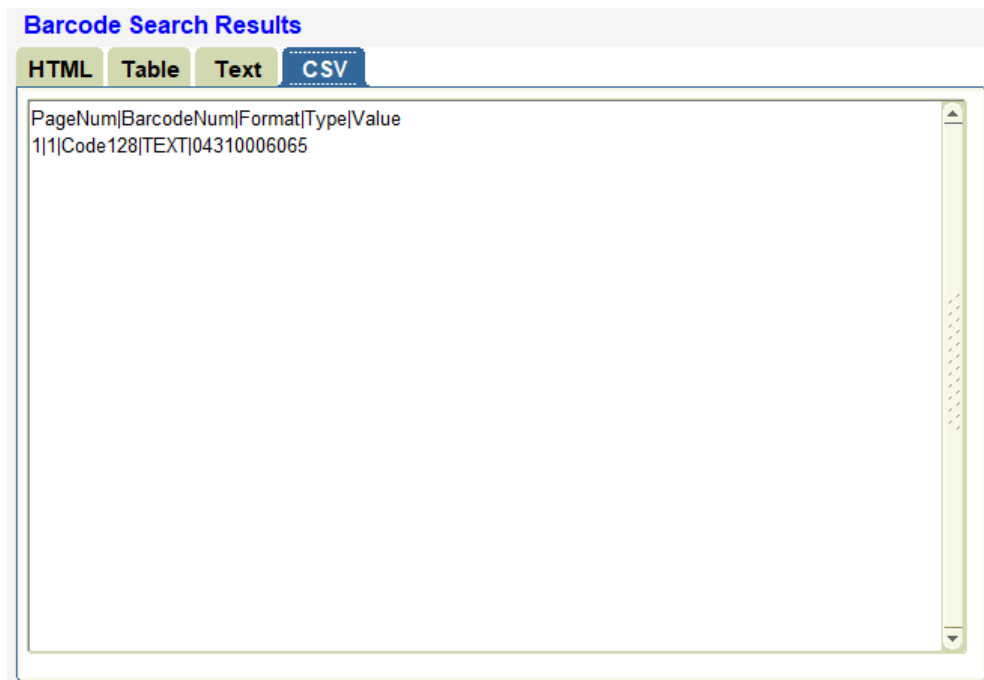 Barcode Search Results
HTML Table Text CSV
PageNum|BarcodeNum|Format|Type|Value
1|1|Code128|TEXT|04310006065